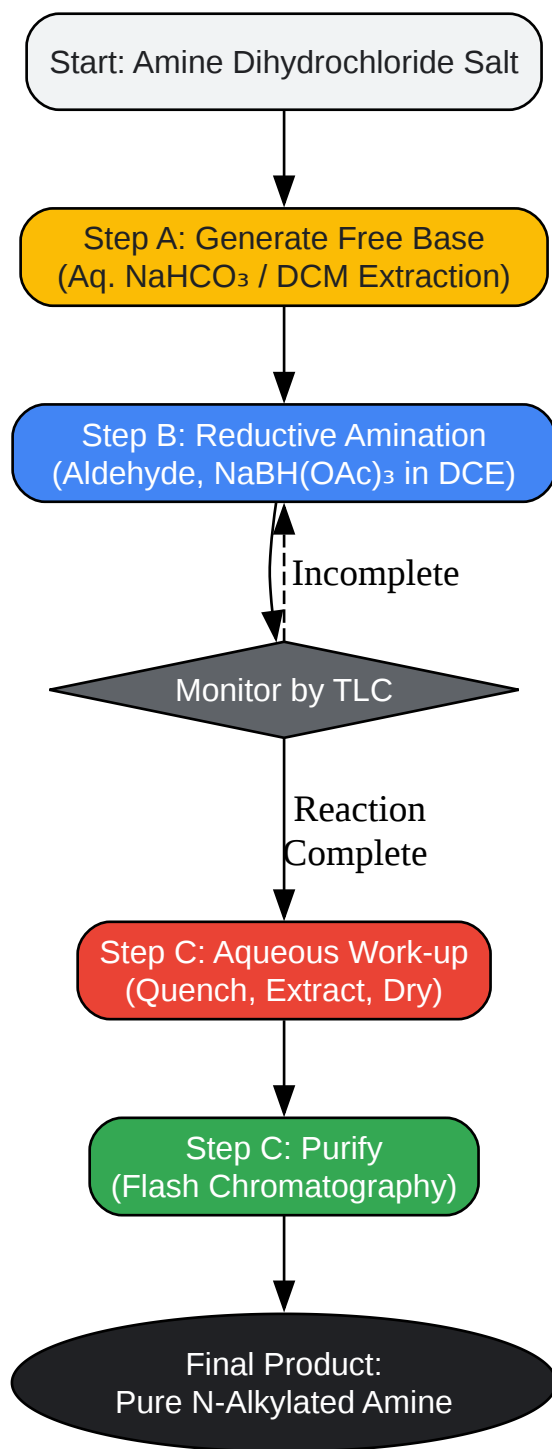 Start: Amine Dihydrochloride Salt
Step A: Generate Free Base
(Aq. NaHCO₃ / DCM Extraction)
Step B: Reductive Amination
(Aldehyde, NaBH(OAc)₃ in DCE)
Incomplete
Monitor by TLC
Reaction
Complete
Step C: Aqueous Work-up
(Quench, Extract, Dry)
Step C: Purify
(Flash Chromatography)
Final Product:
Pure N-Alkylated Amine